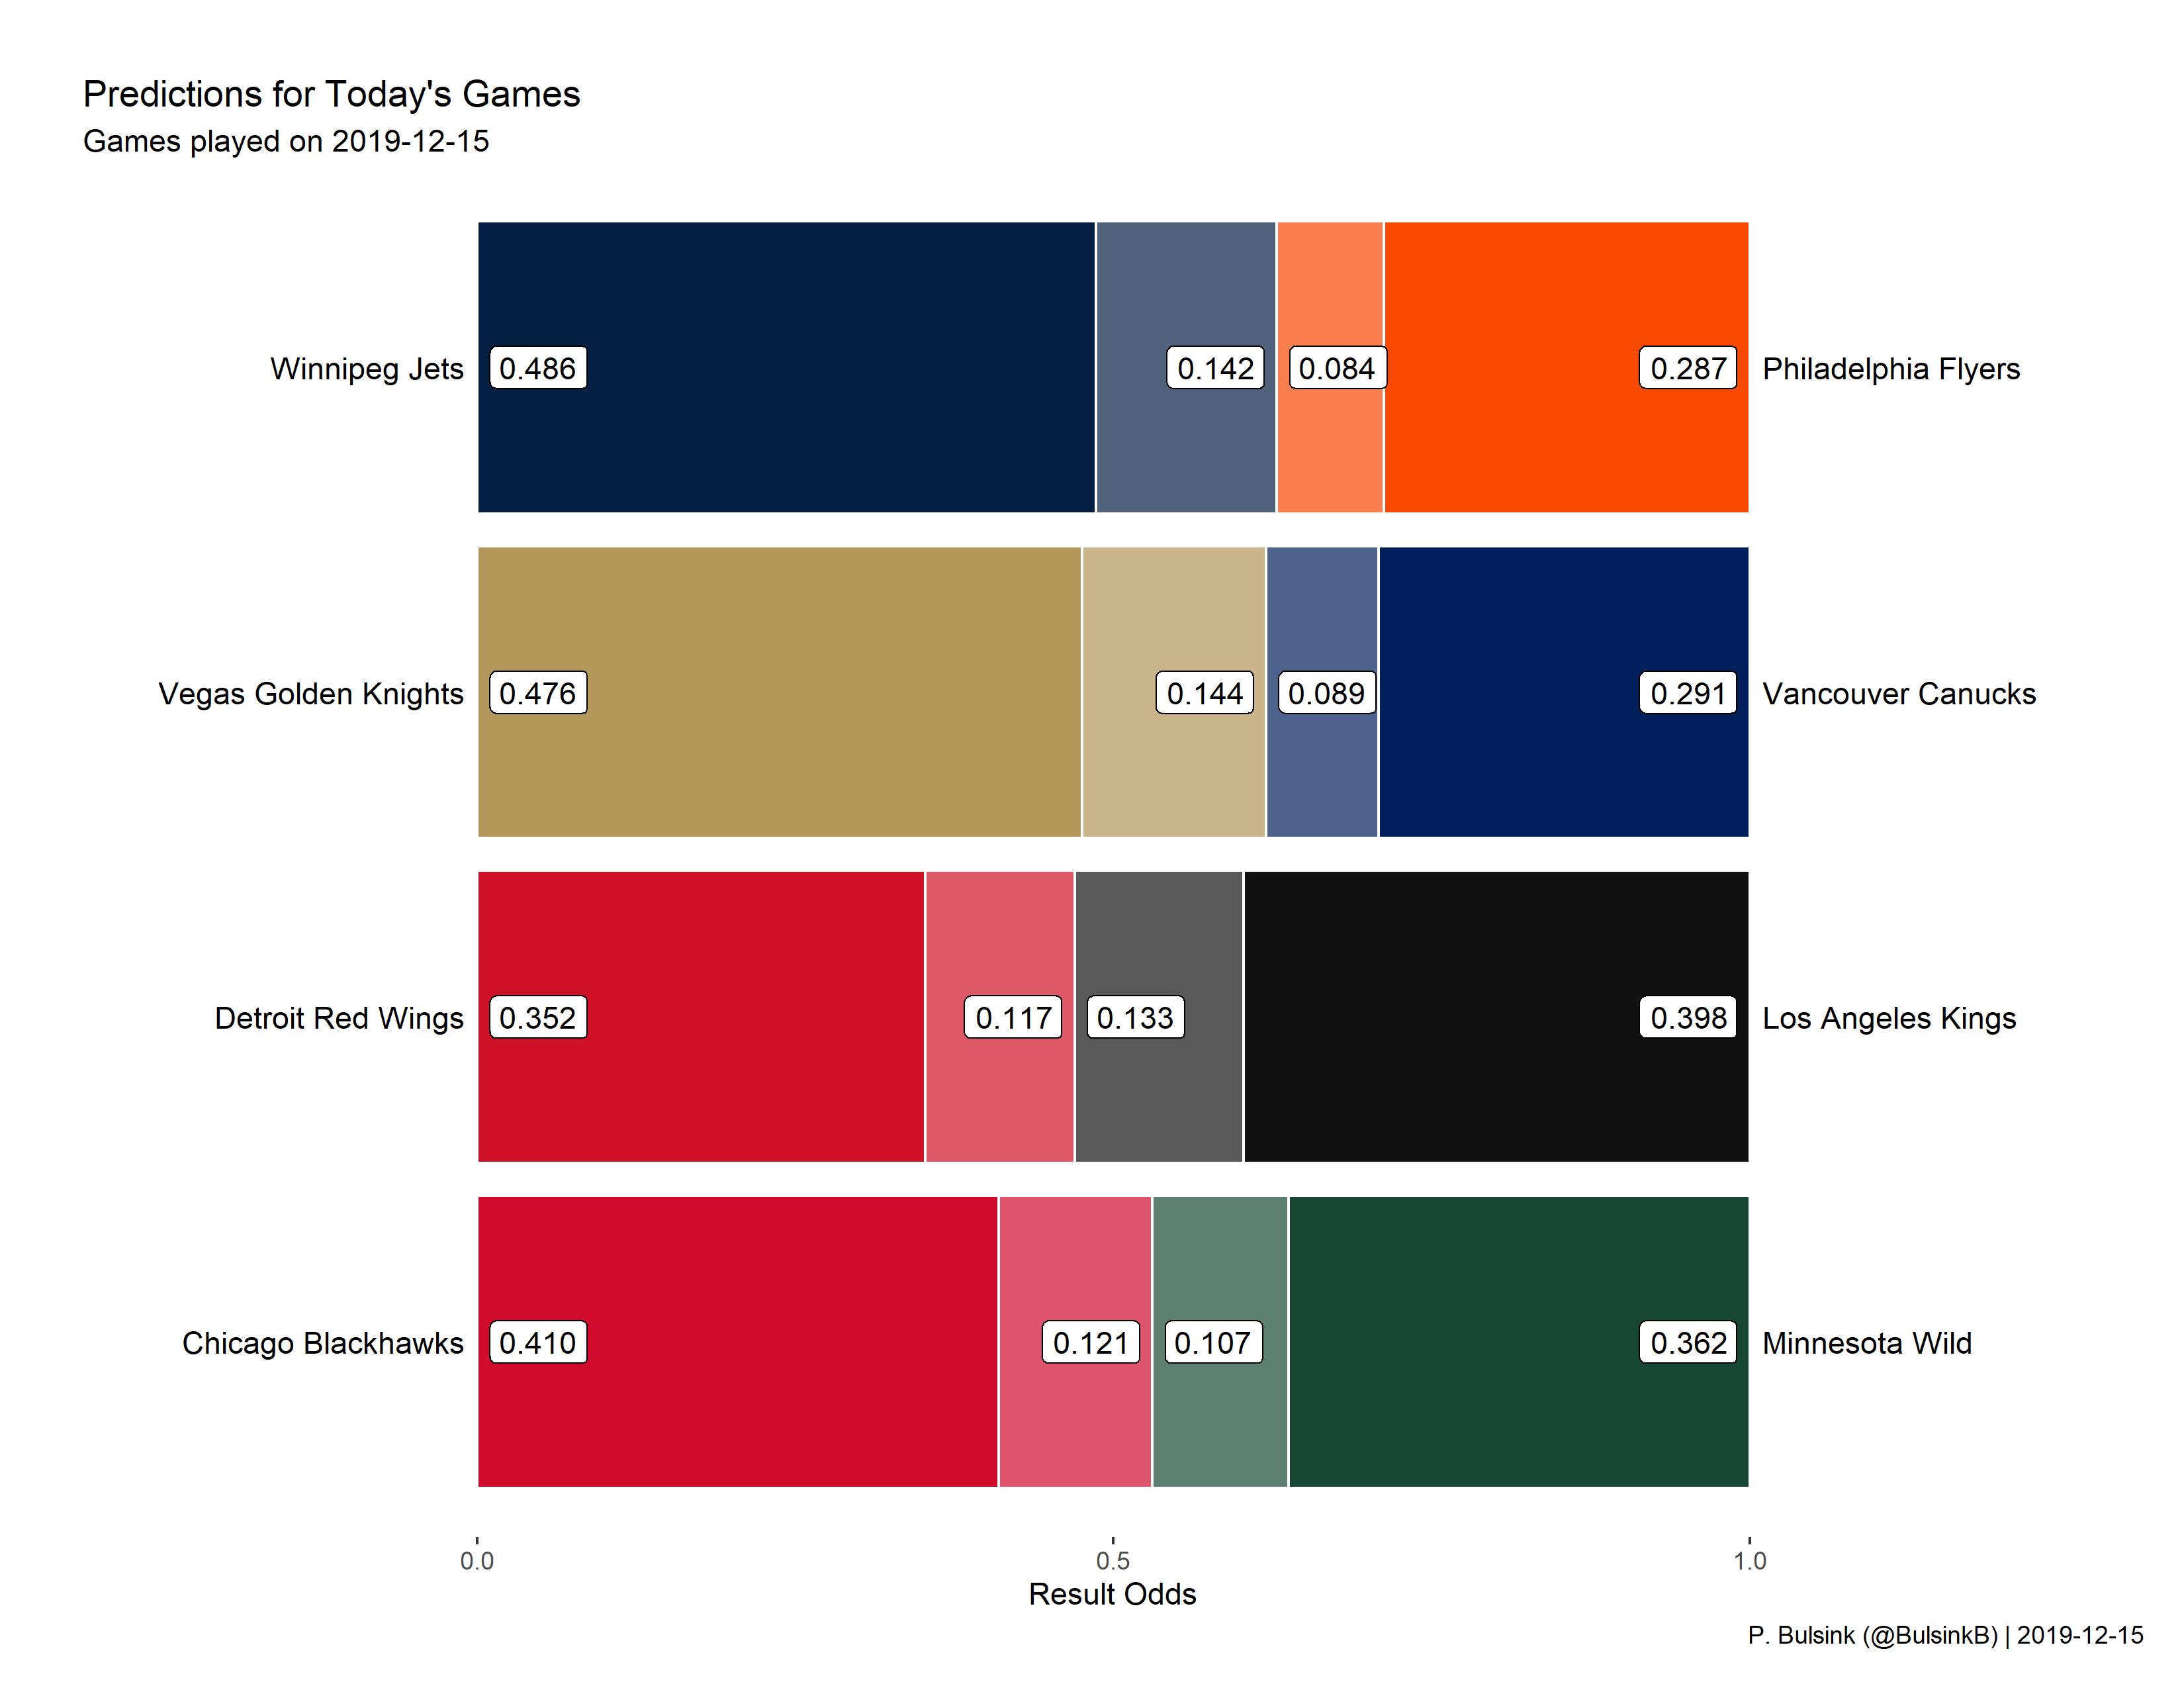 Predictions for Today's Games
Games played on 2019-12-15
Winnipeg Jets 0.486 0.142 0.084 0.287 Philadelphia Flyers
Vegas Golden Knights 0.476 0.144 0.089 0.291 Vancouver Canucks
Detroit Red Wings 0.352 0.117 0.133 0.398 Los Angeles Kings
Chicago Blackhawks 0.410 0.121 0.107 0.362 Minnesota Wild
0.0 0.5 1.0
Result Odds
P. Bulsink (@BulsinkB) | 2019-12-15